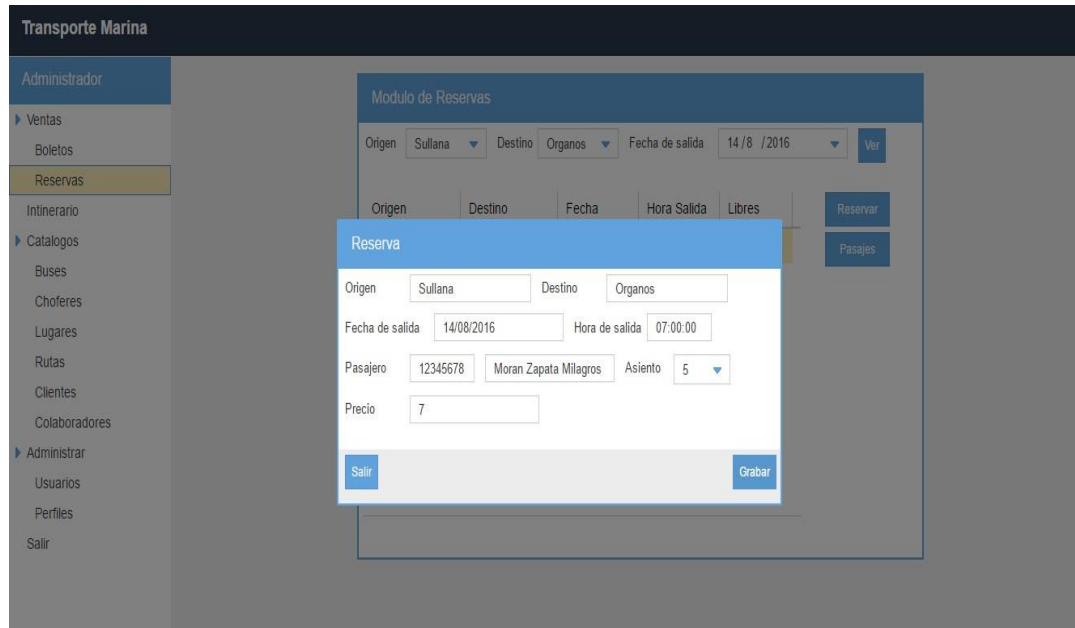 Transporte Marina
Administrador
Ventas
Boletos
Reservas
Intinerario
Catalogos
Buses
Choferes
Lugares
Rutas
Clientes
Colaboradores
Administrar
Usuarios
Perfiles
Salir
Modulo de Reservas
Origen Sullana Destino Organos Fecha de salida 14/8 /2016 Ver
Origen Destino Fecha Hora Salida Libres Reservar
Pasajes
Reserva
Origen Sullana Destino Organos
Fecha de salida 14/08/2016 Hora de salida 07:00:00
Pasajero 12345678 Moran Zapata Milagros Asiento 5
Precio 7
Salir Grabar